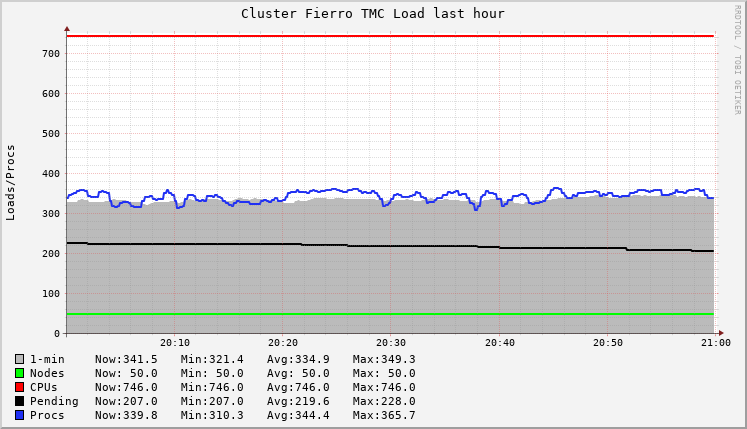 Cluster Fierro TMC Load last hour
RRDTOOL / TOBI OETIKER
Loads/Procs
700
600
500
400
300
200
100
0
20:10 20:20 20:30 20:40 20:50 21:00
1-min Now:341.5 Min:321.4 Avg:334.9 Max:349.3
Nodes Now: 50.0 Min: 50.0 Avg: 50.0 Max: 50.0
CPUs Now:746.0 Min:746.0 Avg:746.0 Max:746.0
Pending Now:207.0 Min:207.0 Avg:219.6 Max:228.0
Procs Now:339.8 Min:310.3 Avg:344.4 Max:365.7